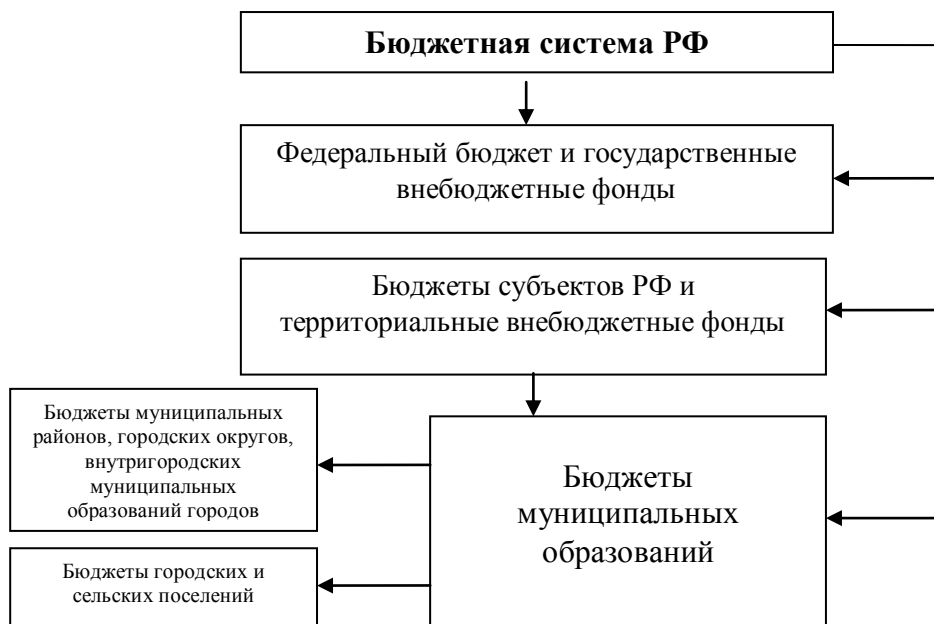 Бюджетная система РФ
Федеральный бюджет и государственные
внебюджетные фонды
Бюджеты субъектов РФ и
территориальные внебюджетные фонды
Бюджеты муниципальных
районов, городских округов,
внутригородских
муниципальных
образований городов
Бюджеты
муниципальных
образований
Бюджеты городских и
сельских поселений